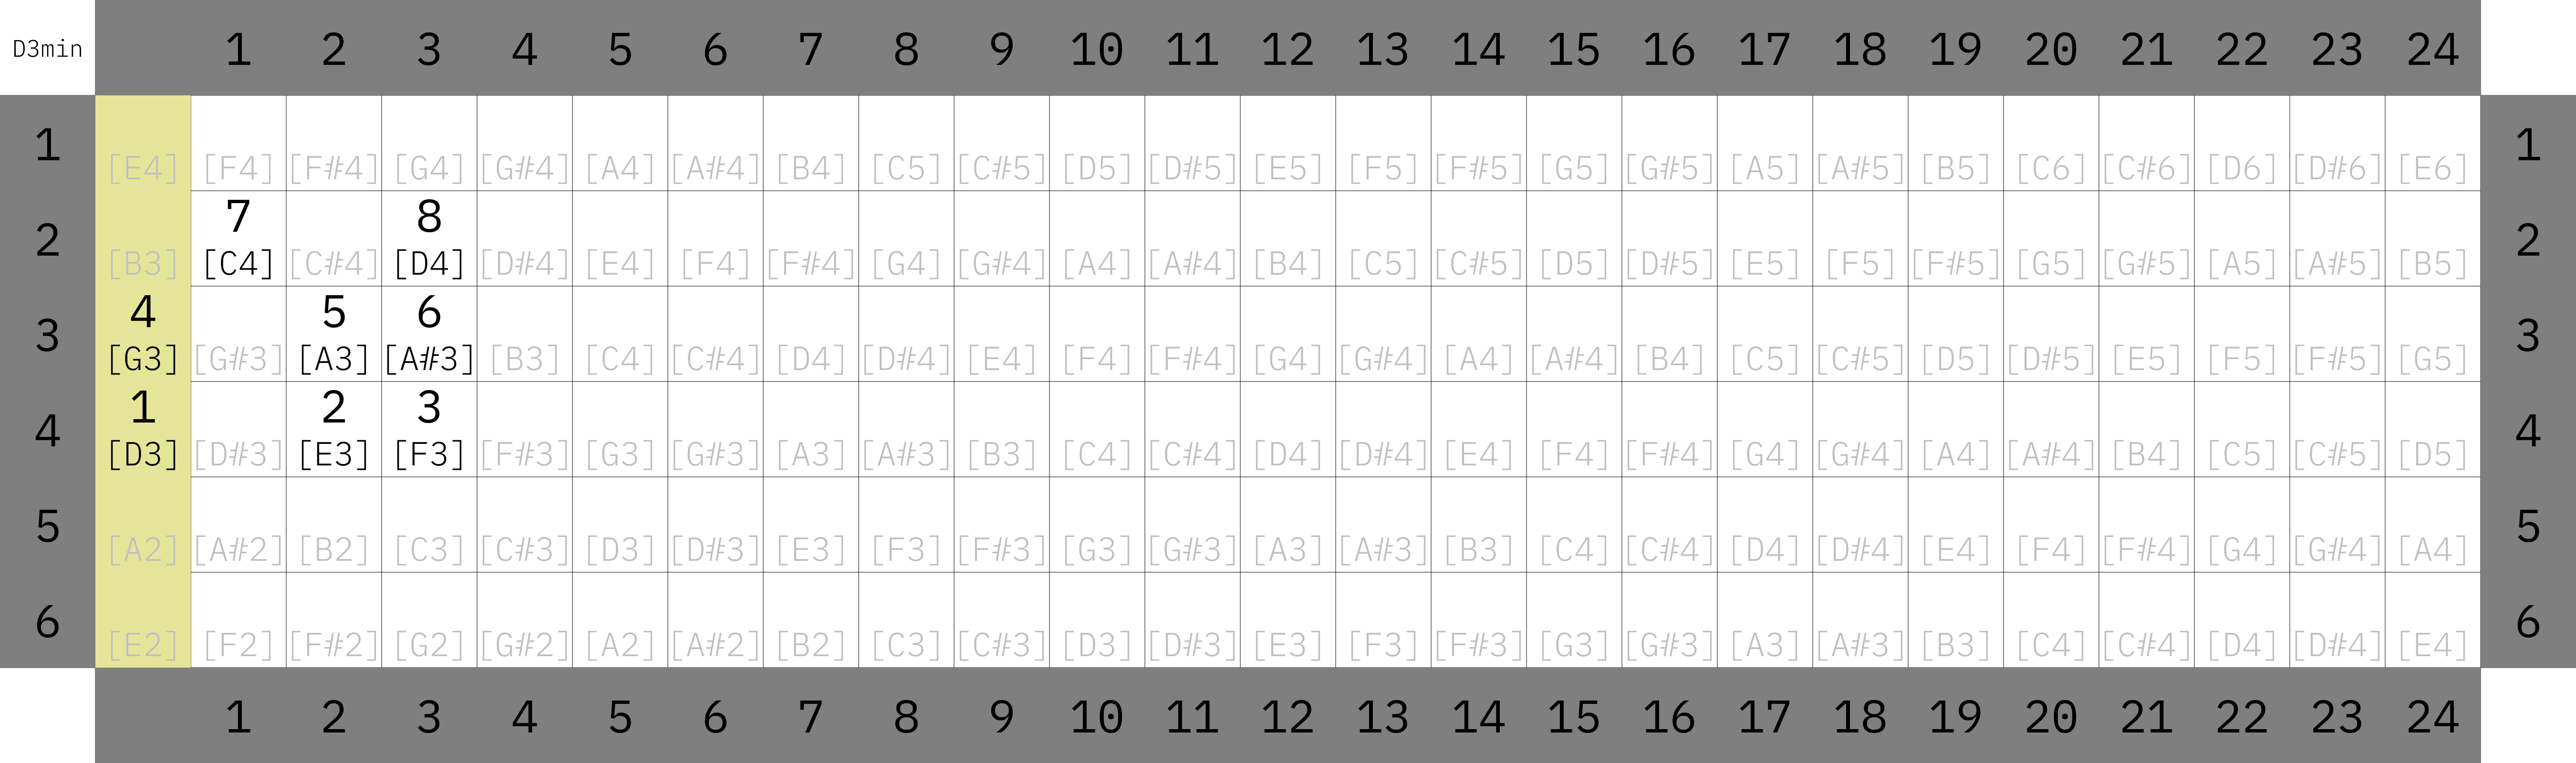 D3min 1 2 3 4 5 6 7 8 9 10 11 12 13 14 15 16 17 18 19 20 21 22 23 24
1 [E4] [F4] [F#4] [G4] [G#4] [A4] [A#4] [B4] [C5] [C#5] [D5] [D#5] [E5] [F5] [F#5] [G5] [G#5] [A5] [A#5] [B5] [C6] [C#6] [D6] [D#6] [E6] 1
7 8
2 [B3] [C4] [C#4] [D4] [D#4] [E4] [F4] [F#4] [G4] [G#4] [A4] [A#4] [B4] [C5] [C#5] [D5] [D#5] [E5] [F5] [F#5] [G5] [G#5] [A5] [A#5] [B5] 2
4 5 6
3 [G3] [G#3] [A3] [A#3] [B3] [C4] [C#4] [D4] [D#4] [E4] [F4] [F#4] [G4] [G#4] [A4] [A#4] [B4] [C5] [C#5] [D5] [D#5] [E5] [F5] [F#5] [G5] 3
1 2 3
4 [D3] [D#3] [E3] [F3] [F#3] [G3] [G#3] [A3] [A#3] [B3] [C4] [C#4] [D4] [D#4] [E4] [F4] [F#4] [G4] [G#4] [A4] [A#4] [B4] [C5] [C#5] [D5] 4
5 [A2] [A#2] [B2] [C3] [C#3] [D3] [D#3] [E3] [F3] [F#3] [G3] [G#3] [A3] [A#3] [B3] [C4] [C#4] [D4] [D#4] [E4] [F4] [F#4] [G4] [G#4] [A4] 5
6 [E2] [F2] [F#2] [G2] [G#2] [A2] [A#2] [B2] [C3] [C#3] [D3] [D#3] [E3] [F3] [F#3] [G3] [G#3] [A3] [A#3] [B3] [C4] [C#4] [D4] [D#4] [E4] 6
1 2 3 4 5 6 7 8 9 10 11 12 13 14 15 16 17 18 19 20 21 22 23 24